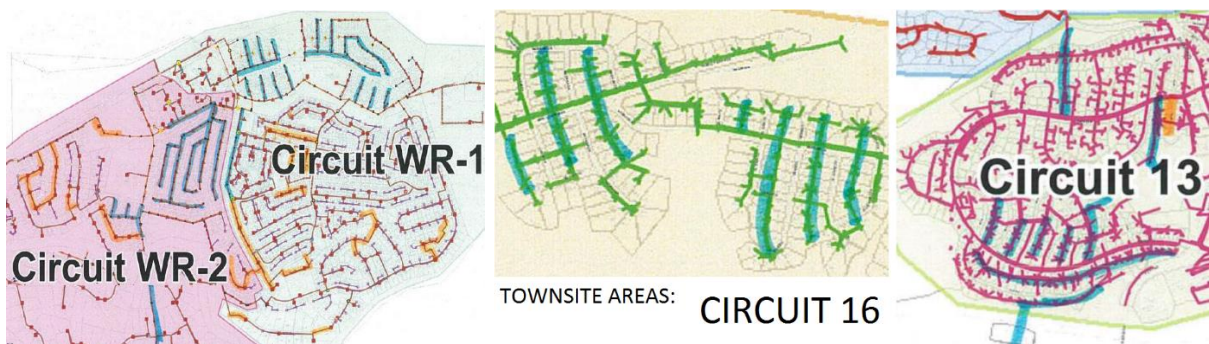 Circuit WR-1
Circuit WR-2
TOWNSITE AREAS: CIRCUIT 16
Circuit 13